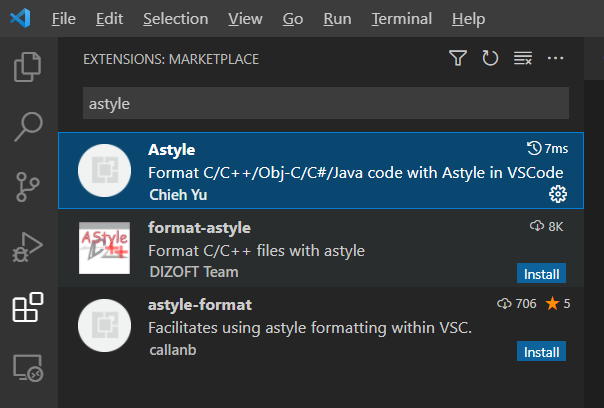 File Edit Selection View Go Run Terminal Help
EXTENSIONS: MARKETPLACE
astyle
Astyle 7ms
Format C/C++/Obj-C/C#/Java code with Astyle in VSCode
Chieh Yu
format-astyle 8K
AStyle
Format C/C++ files with astyle
DIZOFT Team Install
astyle-format 706 5
Facilitates using astyle formatting within VSC.
callanb Install